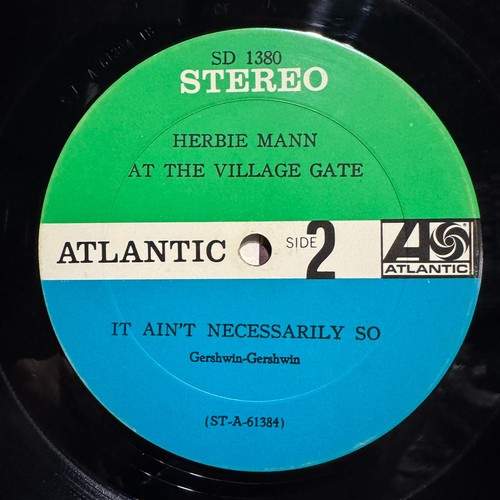 SD 1380
STEREO
HERBIE MANN
AT THE VILLAGE GATE
ATLANTIC
SIDE 2
ATLANTIC
IT AIN'T NECESSARILY SO
Gershwin-Gershwin
(ST-A-61384)